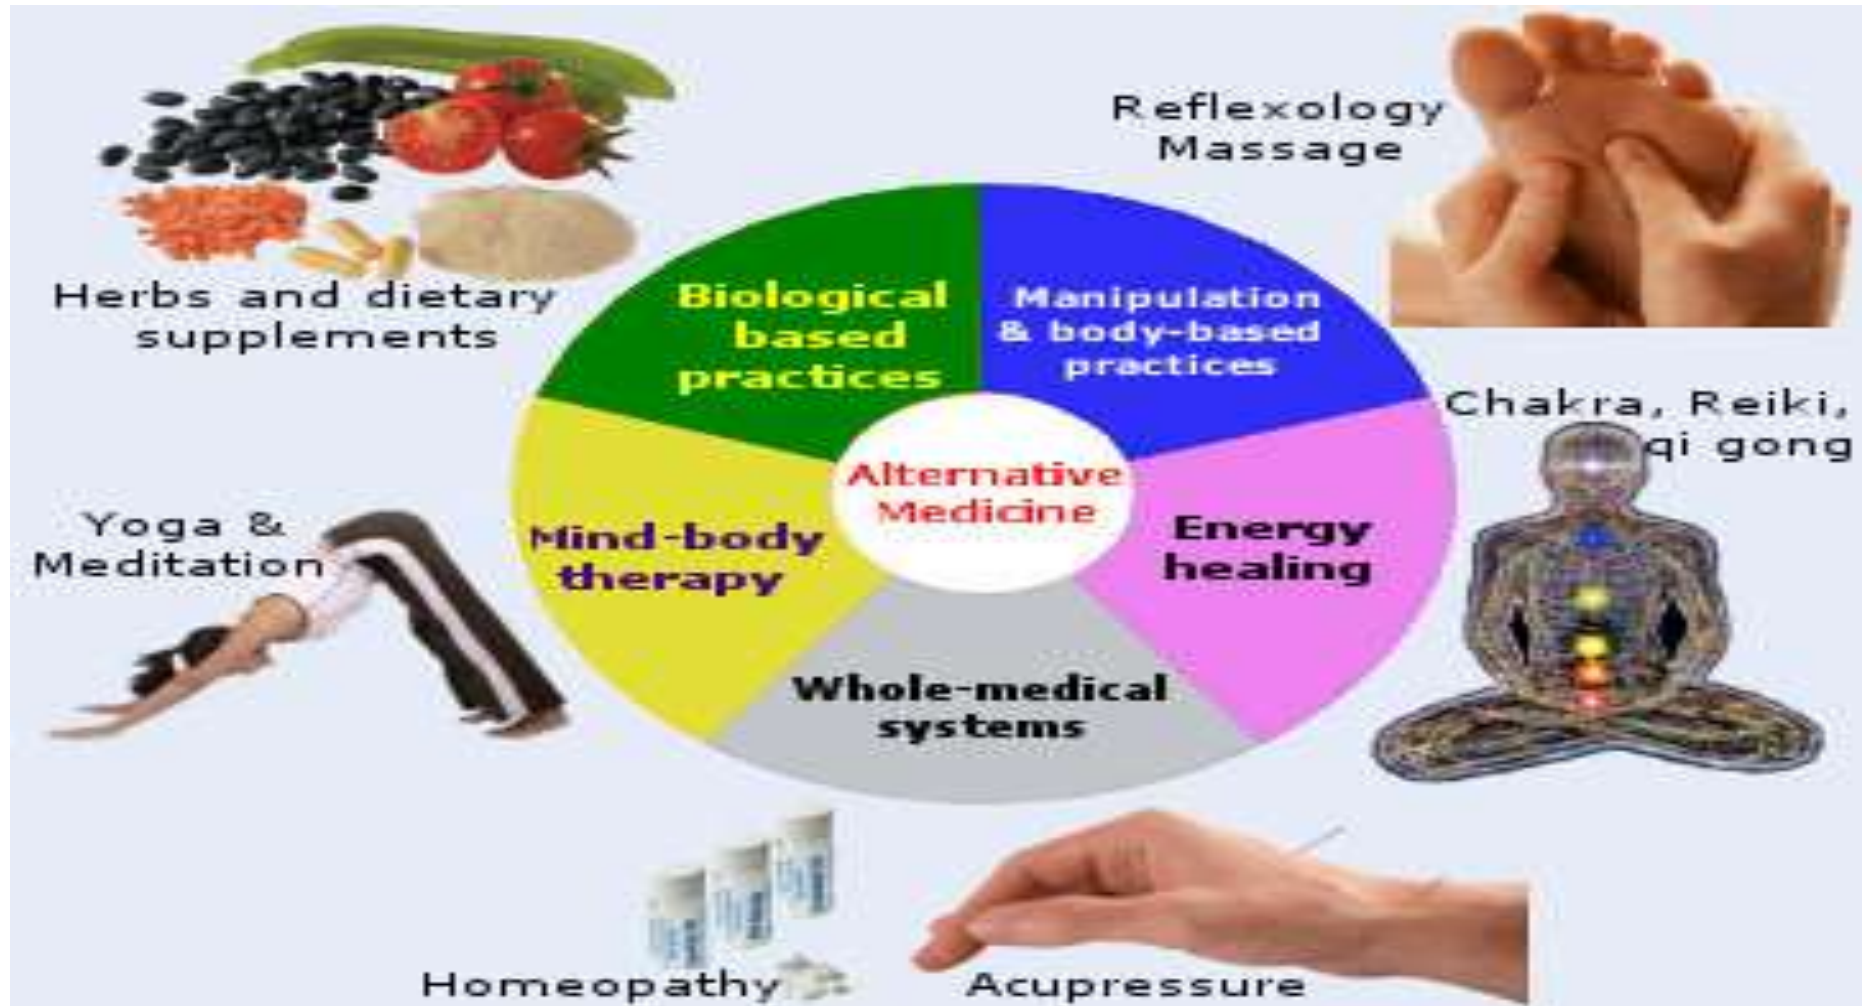 Reflexology
Massage
Herbs and dietary
supplements
Biological
based
practices
Manipulation
& body-based
practices
Chakra, Reiki,
qi gong
Alternative
Medicine
Yoga &
Meditation
Mind-body
therapy
Energy
healing
Whole-medical
systems
Homeopathy
Acupressure